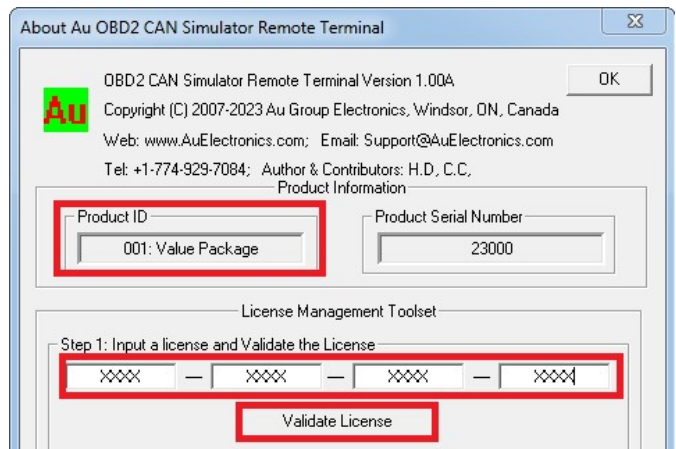 About Au OBD2 CAN Simulator Remote Terminal
OBD2 CAN Simulator Remote Terminal Version 1.00A
OK
Au
Copyright (C) 2007-2023 Au Group Electronics, Windsor, ON, Canada
Web: www.AuElectronics.com; Email: Support@AuElectronics.com
Tel: +1-774-929-7084; Author & Contributors: H.D, C.C,
Product Information
Product ID
Product Serial Number
001: Value Package
23000
License Management Toolset
Step 1: Input a license and Validate the License
XXXX — XXXX — XXXX — XXXX
Validate License